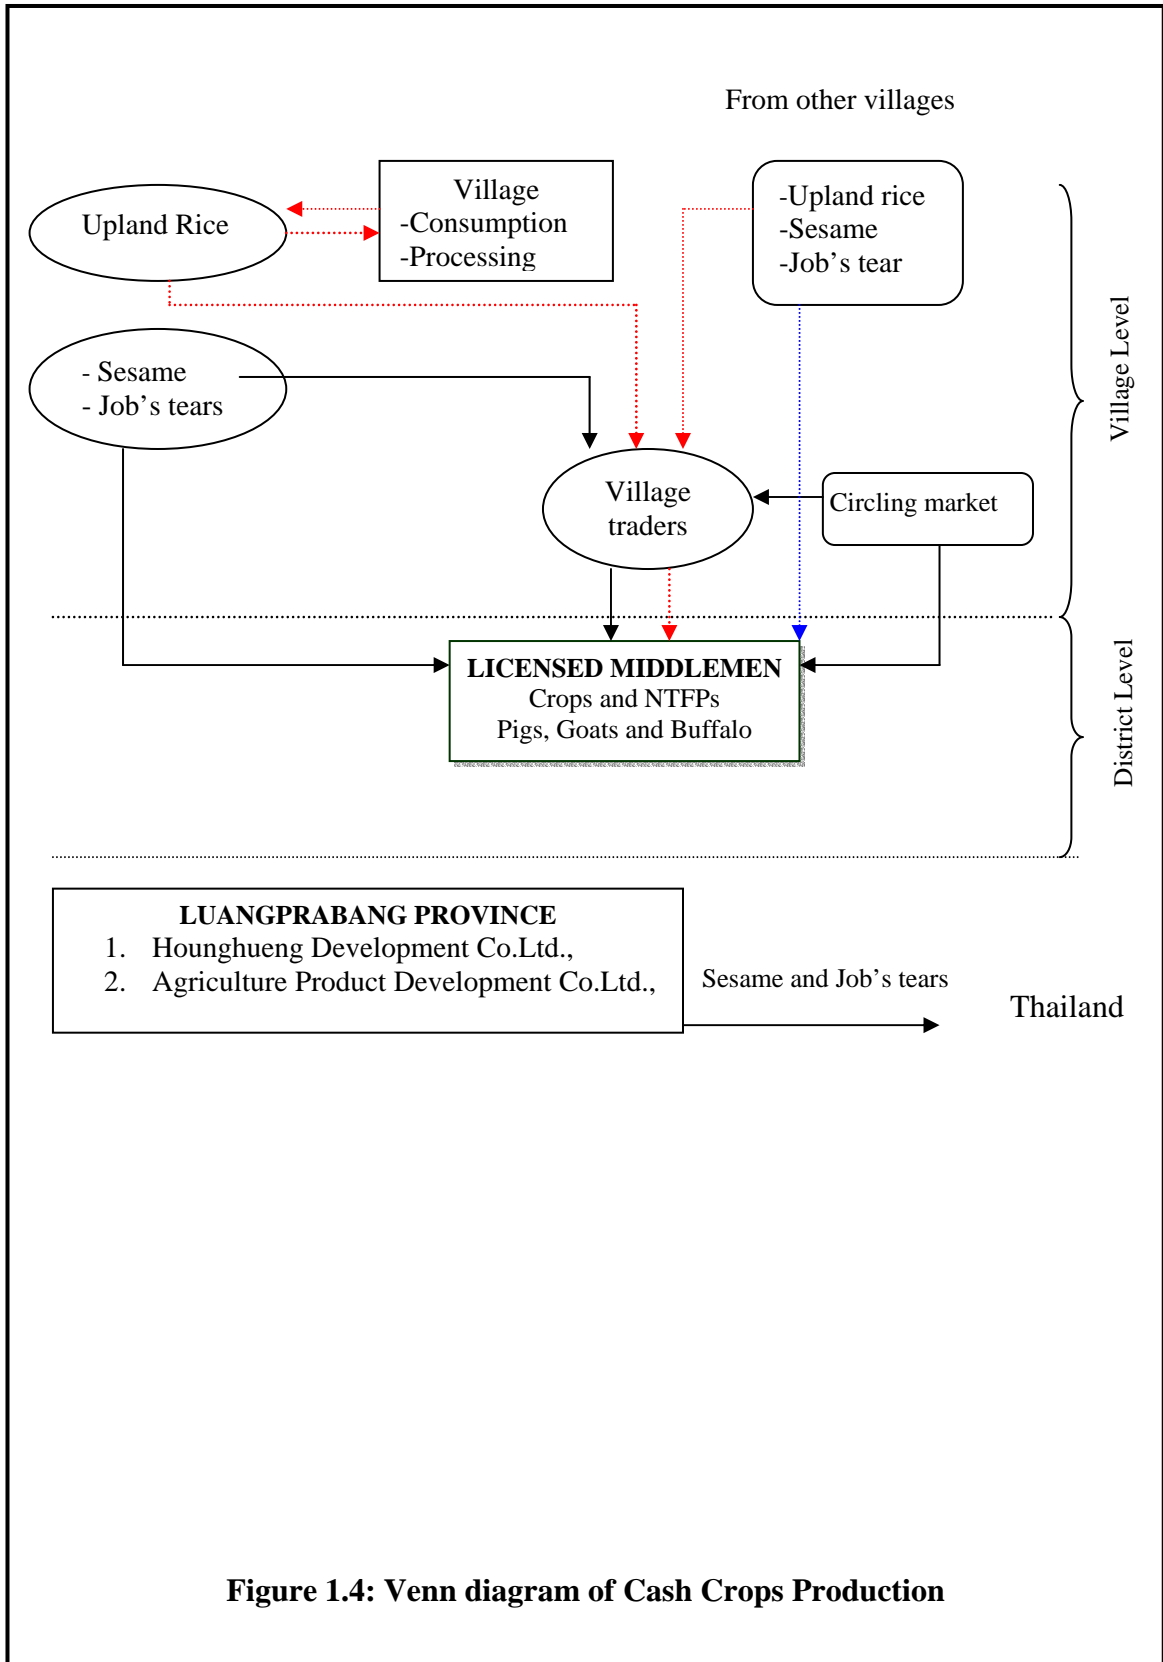 From other villages
Upland Rice
Village
-Consumption
-Processing
-Upland rice
-Sesame
-Job’s tear
- Sesame
- Job’s tears
Village Level
Village
traders
Circling market
LICENSED MIDDLEMEN
Crops and NTFPs
Pigs, Goats and Buffalo
District Level
LUANGPRABANG PROVINCE
1. Hounghueng Development Co.Ltd.,
2. Agriculture Product Development Co.Ltd.,
Sesame and Job’s tears
Thailand
Figure 1.4: Venn diagram of Cash Crops Production